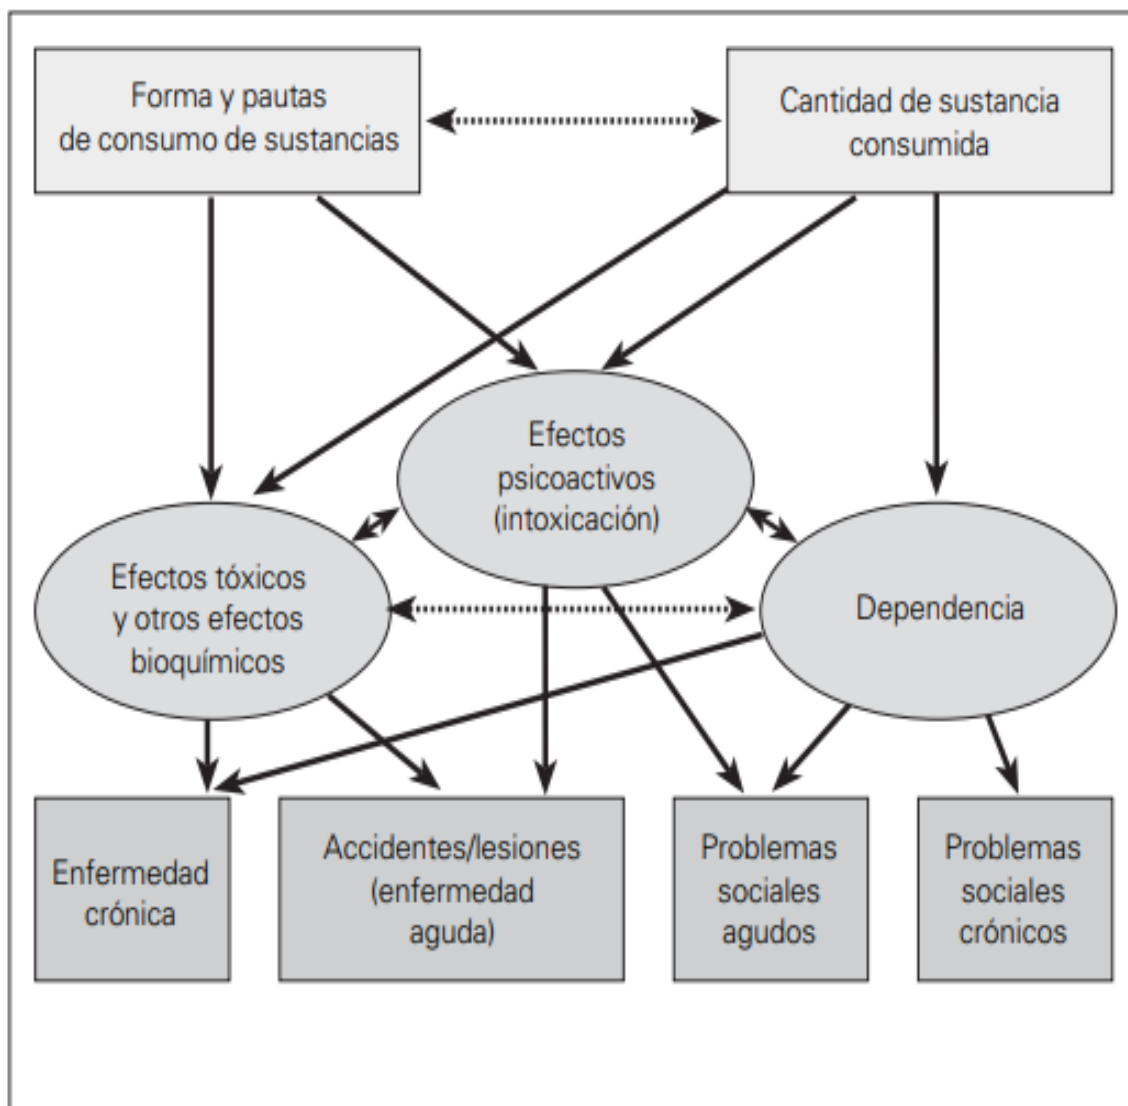 Forma y pautas
de consumo de sustancias
Cantidad de sustancia
consumida
Efectos
psicoactivos
(intoxicación)
Efectos tóxicos
y otros efectos
bioquímicos
Dependencia
Enfermedad
crónica
Accidentes/lesiones
(enfermedad
aguda)
Problemas
sociales
agudos
Problemas
sociales
crónicos